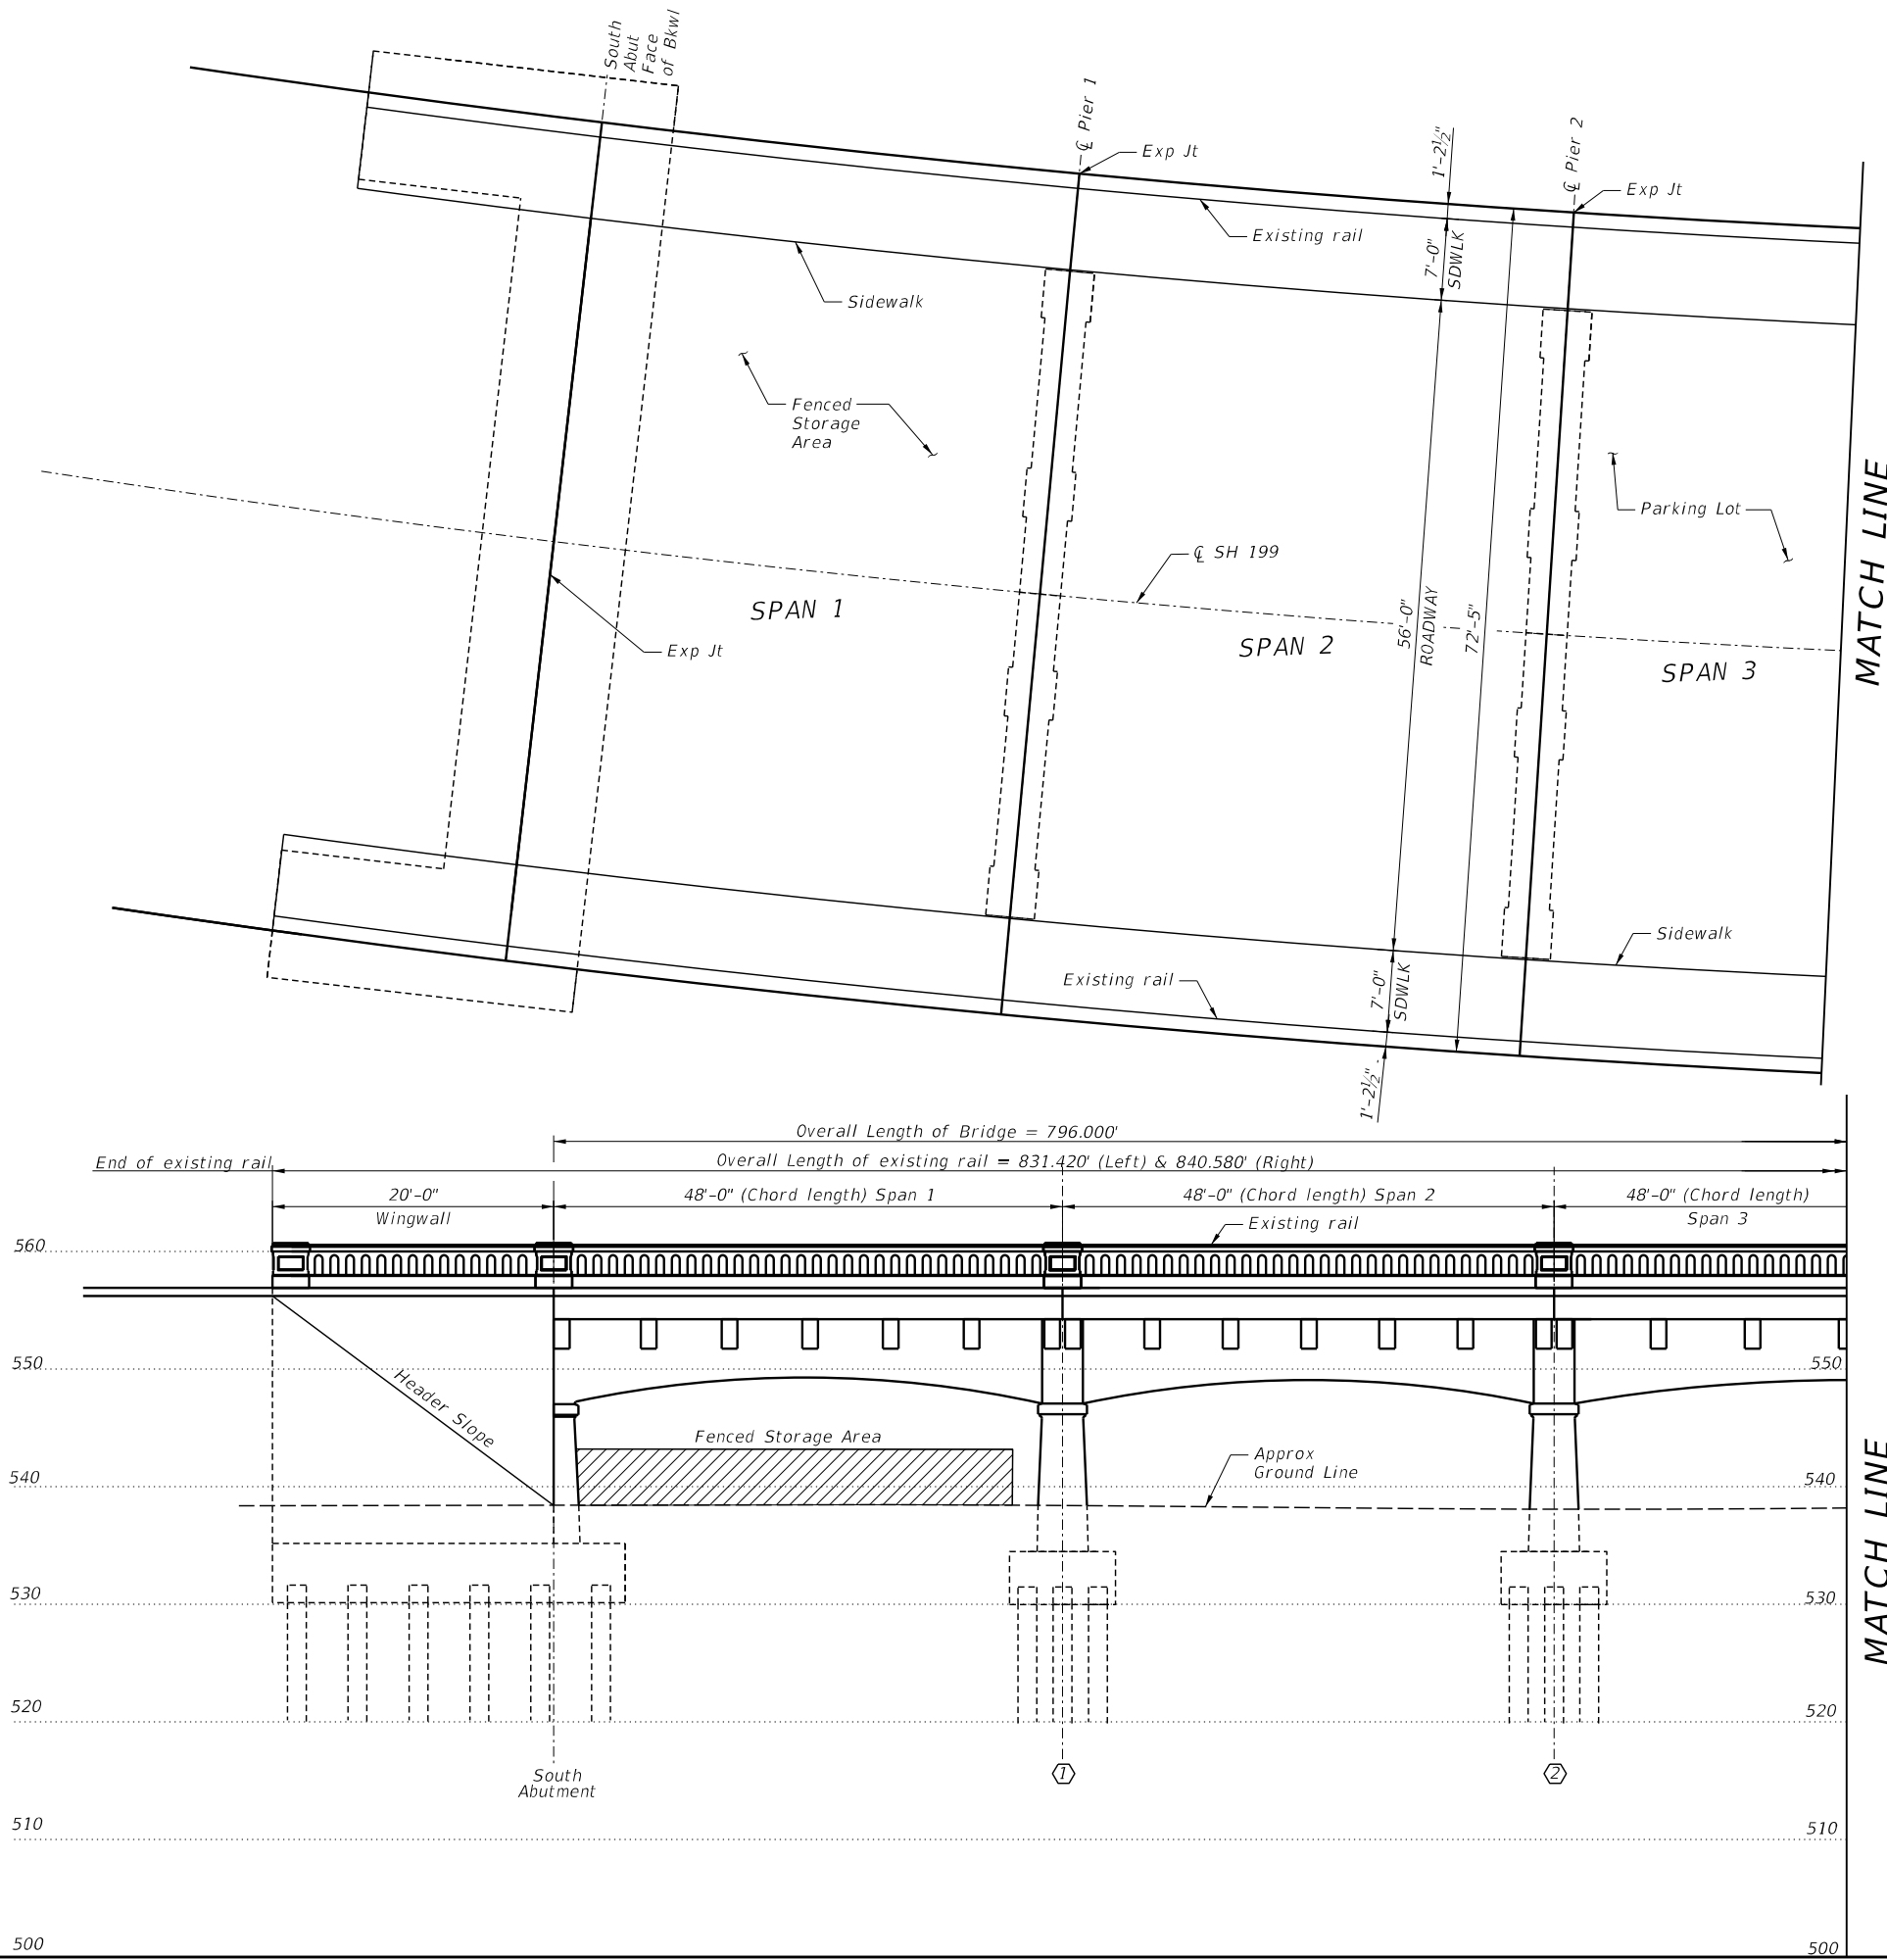 South
Abut
Face
of Bkwl
℄ Pier 1
Exp Jt
1'-2½"
℄ Pier 2
Exp Jt
Existing rail
7'-0"
SDWLK
Sidewalk
Fenced
Storage
Area
Parking Lot
MATCH LINE
℄ SH 199
SPAN 1
56'-0"
ROADWAY
72'-5"
SPAN 2
SPAN 3
Exp Jt
Sidewalk
Existing rail
7'-0"
SDWLK
1'-2½"
Overall Length of Bridge = 796.000'
End of existing rail
Overall Length of existing rail = 831.420' (Left) & 840.580' (Right)
20'-0"
Wingwall
48'-0" (Chord length) Span 1
48'-0" (Chord length) Span 2
48'-0" (Chord length)
Span 3
Existing rail
560
550
550
Header Slope
Fenced Storage Area
Approx
Ground Line
540
540
MATCH LINE
530
530
520
520
South
Abutment
1
2
510
510
500
500